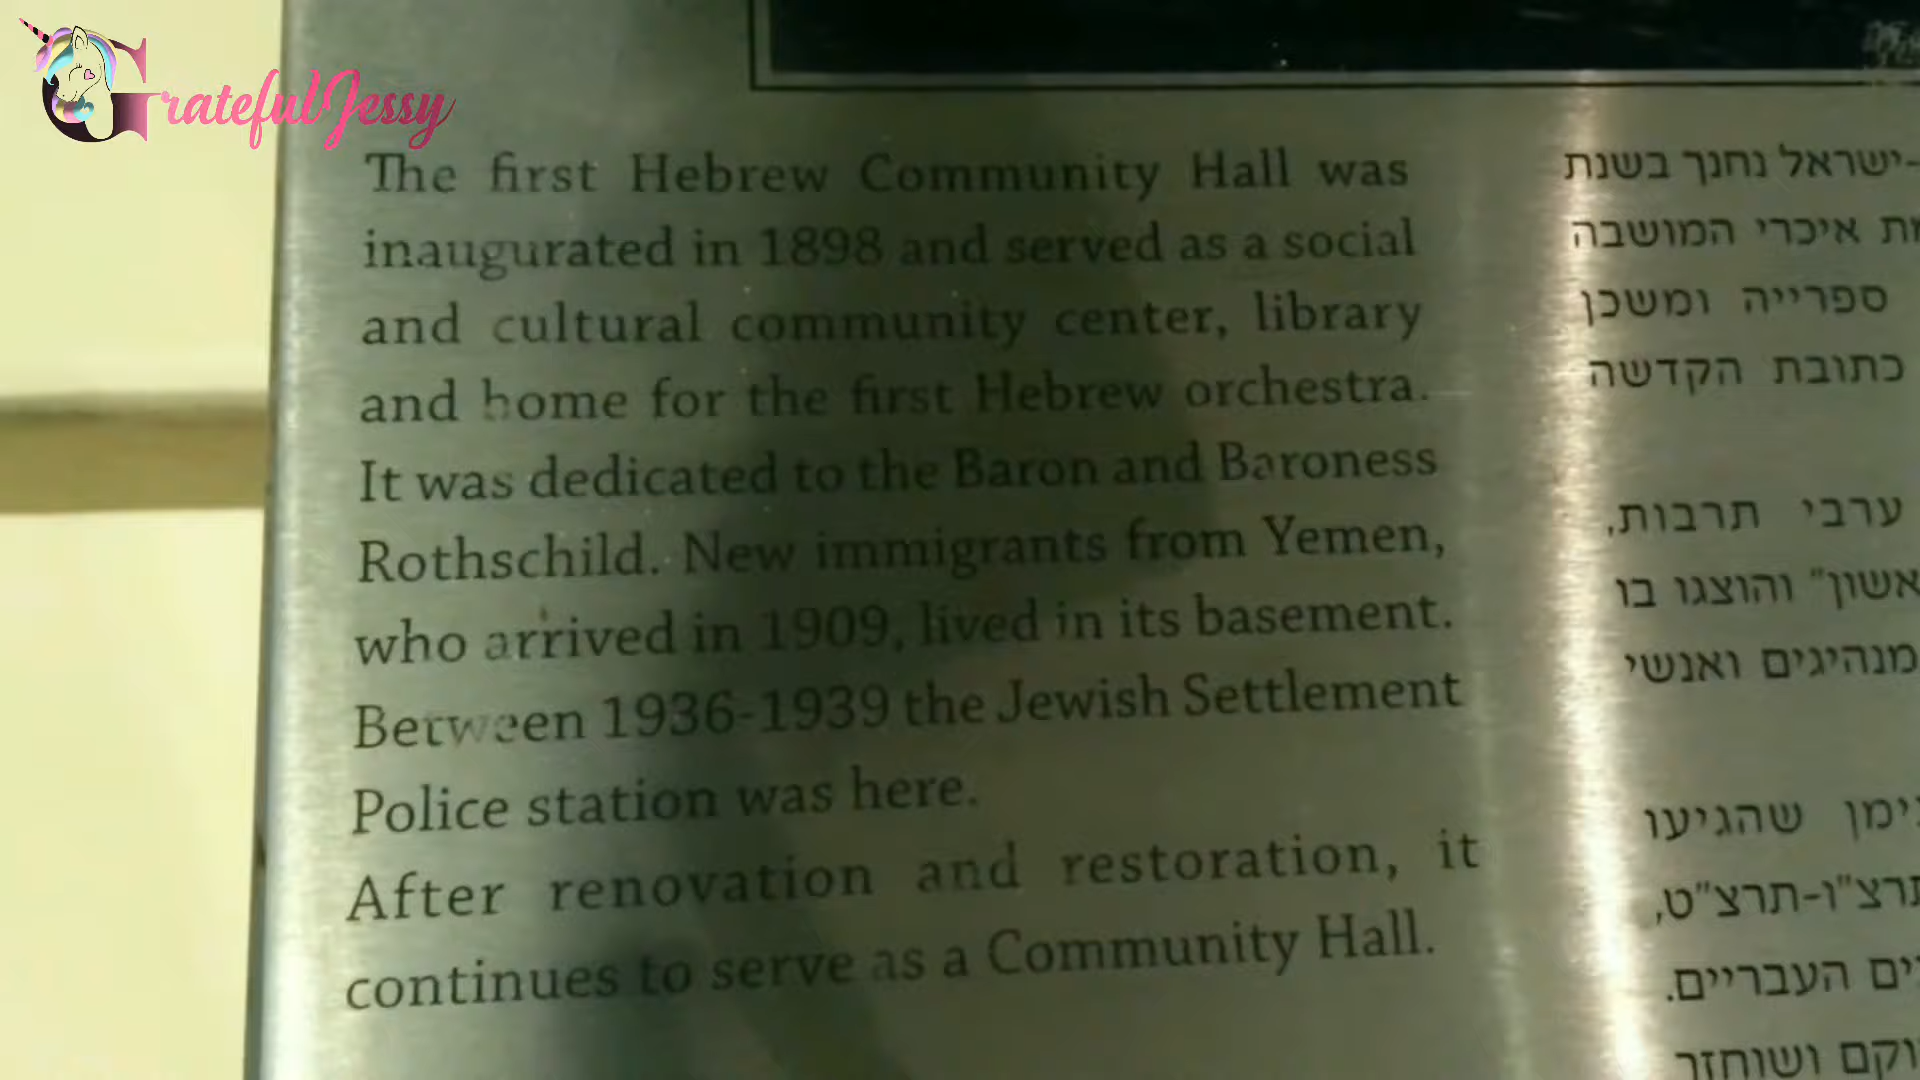 GratefulJessy
The first Hebrew Community Hall was
inaugurated in 1898 and served as a social
and cultural community center, library
and home for the first Hebrew orchestra.
It was dedicated to the Baron and Baroness
Rothschild. New immigrants from Yemen,
who arrived in 1909, lived in its basement.
Between 1936-1939 the Jewish Settlement
Police station was here.
After renovation and restoration, it
continues to serve as a Community Hall.
-ישראל נחנך בשנת
איכרי המושבה
ספרייה ומשכן
כתובת הקדשה
ערבי תרבות,
והוצגו בו
מנהיגים ואנשי
שהגיעו
תרצ"ו-תרצ"ט,
העבריים.
ושוחזר